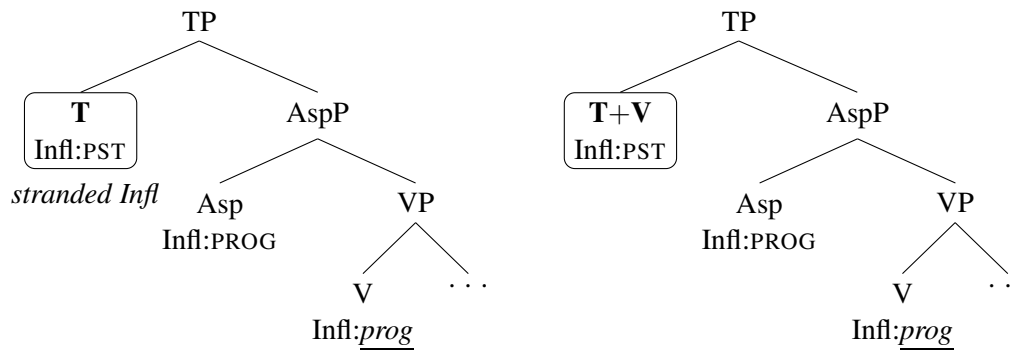 TP TP
T AspP T+V AspP
Infl:PST Infl:PST
stranded Infl Asp VP Asp VP
Infl:PROG Infl:PROG
V · · · V · ·
Infl:prog Infl:prog